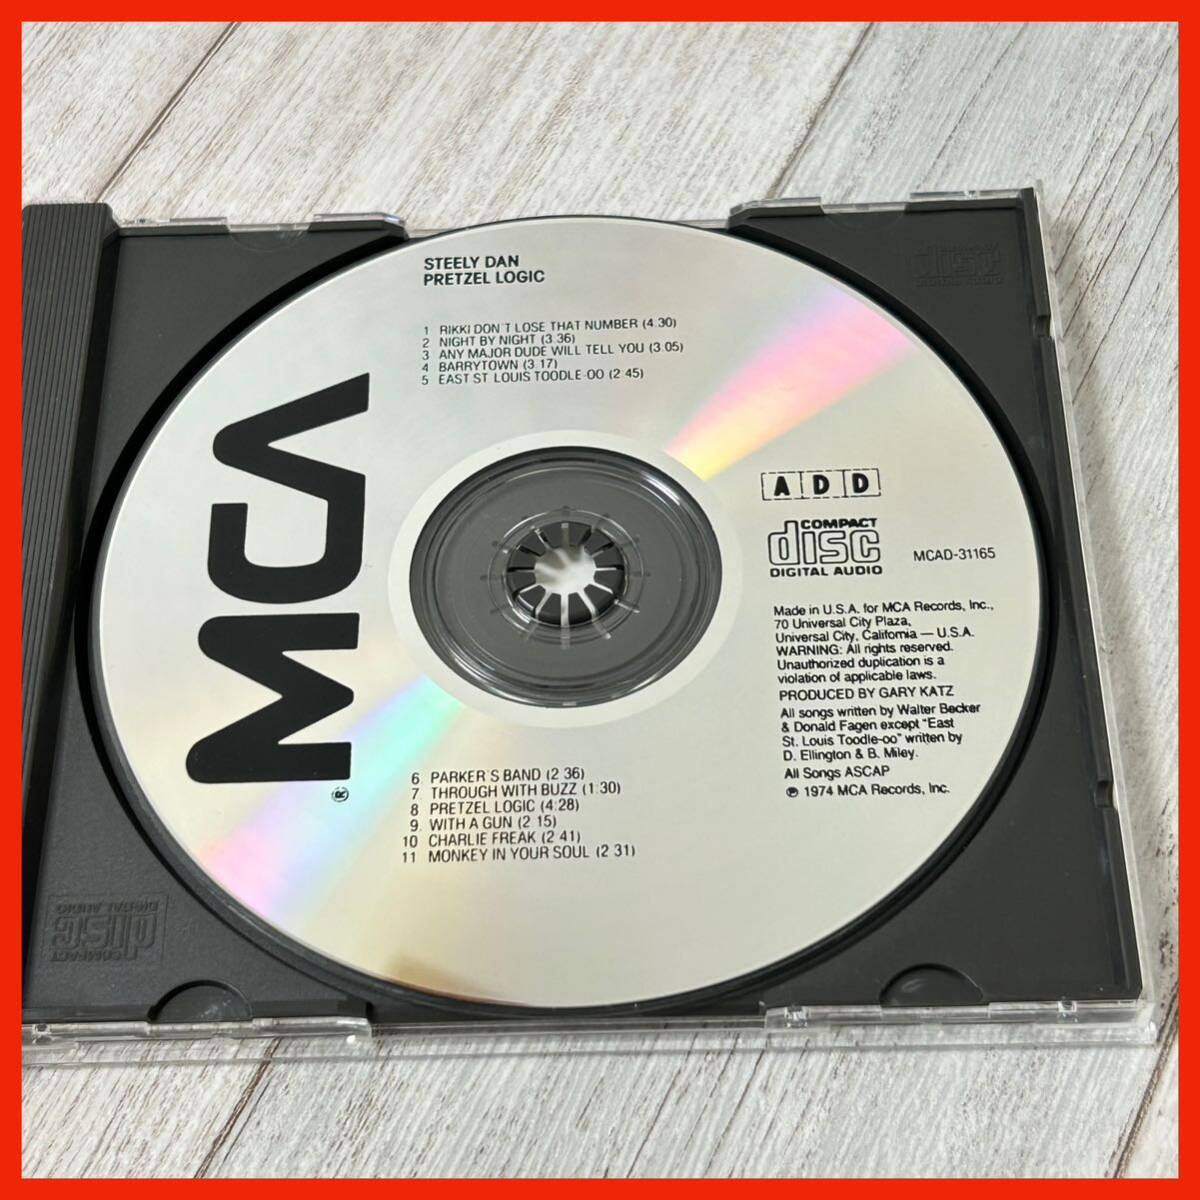 STEELY DAN
PRETZEL LOGIC
1 RIKKI DON'T LOSE THAT NUMBER (4:30)
2 NIGHT BY NIGHT (3:36)
3 ANY MAJOR DUDE WILL TELL YOU (3:05)
4 BARRYTOWN (3:17)
5 EAST ST LOUIS TOODLE-OO (2:45)
MCA
®
A D D
COMPACT
disc
DIGITAL AUDIO
MCAD-31165
Made in U.S.A. for MCA Records, Inc.,
70 Universal City Plaza,
Universal City, California — U.S.A.
WARNING: All rights reserved.
Unauthorized duplication is a
violation of applicable laws.
PRODUCED BY GARY KATZ
All songs written by Walter Becker
& Donald Fagen except "East
St. Louis Toodle-oo" written by
D. Ellington & B. Miley.
All Songs ASCAP
℗ 1974 MCA Records, Inc.
6. PARKER'S BAND (2:36)
7. THROUGH WITH BUZZ (1:30)
8 PRETZEL LOGIC (4:28)
9. WITH A GUN (2:15)
10 CHARLIE FREAK (2:41)
11 MONKEY IN YOUR SOUL (2:31)
COMPACT
disc
DIGITAL AUDIO
COMPACT
disc
DIGITAL AUDIO